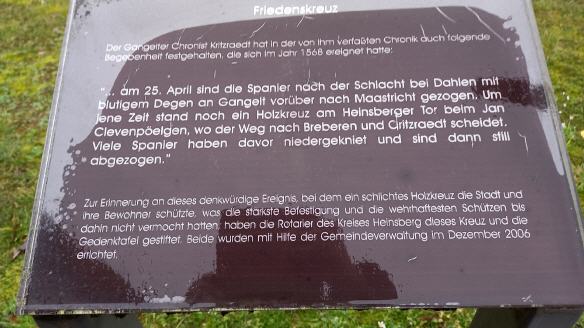 Friedenskreuz
Der Gangelter Chronist Kritzraedt hat in der von ihm verfaßten Chronik auch folgende
Begebenheit festgehalten, die sich im Jahr 1568 ereignet hatte:
"... am 25. April sind die Spanier nach der Schlacht bei Dahlen mit
blutigem Degen an Gangelt vorüber nach Maastricht gezogen. Um
jene Zeit stand noch ein Holzkreuz am Heinsberger Tor beim Jan
Clevenpöelgen, wo der Weg nach Breberen und Critzraedt scheidet.
Viele Spanier haben davor niedergekniet und sind dann still
abgezogen."
Zur Erinnerung an dieses denkwürdige Ereignis, bei dem ein schlichtes Holzkreuz die Stadt und
ihre Bewohner schützte, was die stärkste Befestigung und die wehrhaftesten Schützen bis
dahin nicht vermocht hatten, haben die Rotarier des Kreises Heinsberg dieses Kreuz und die
Gedenktafel gestiftet. Beide wurden mit Hilfe der Gemeindeverwaltung im Dezember 2006
errichtet.